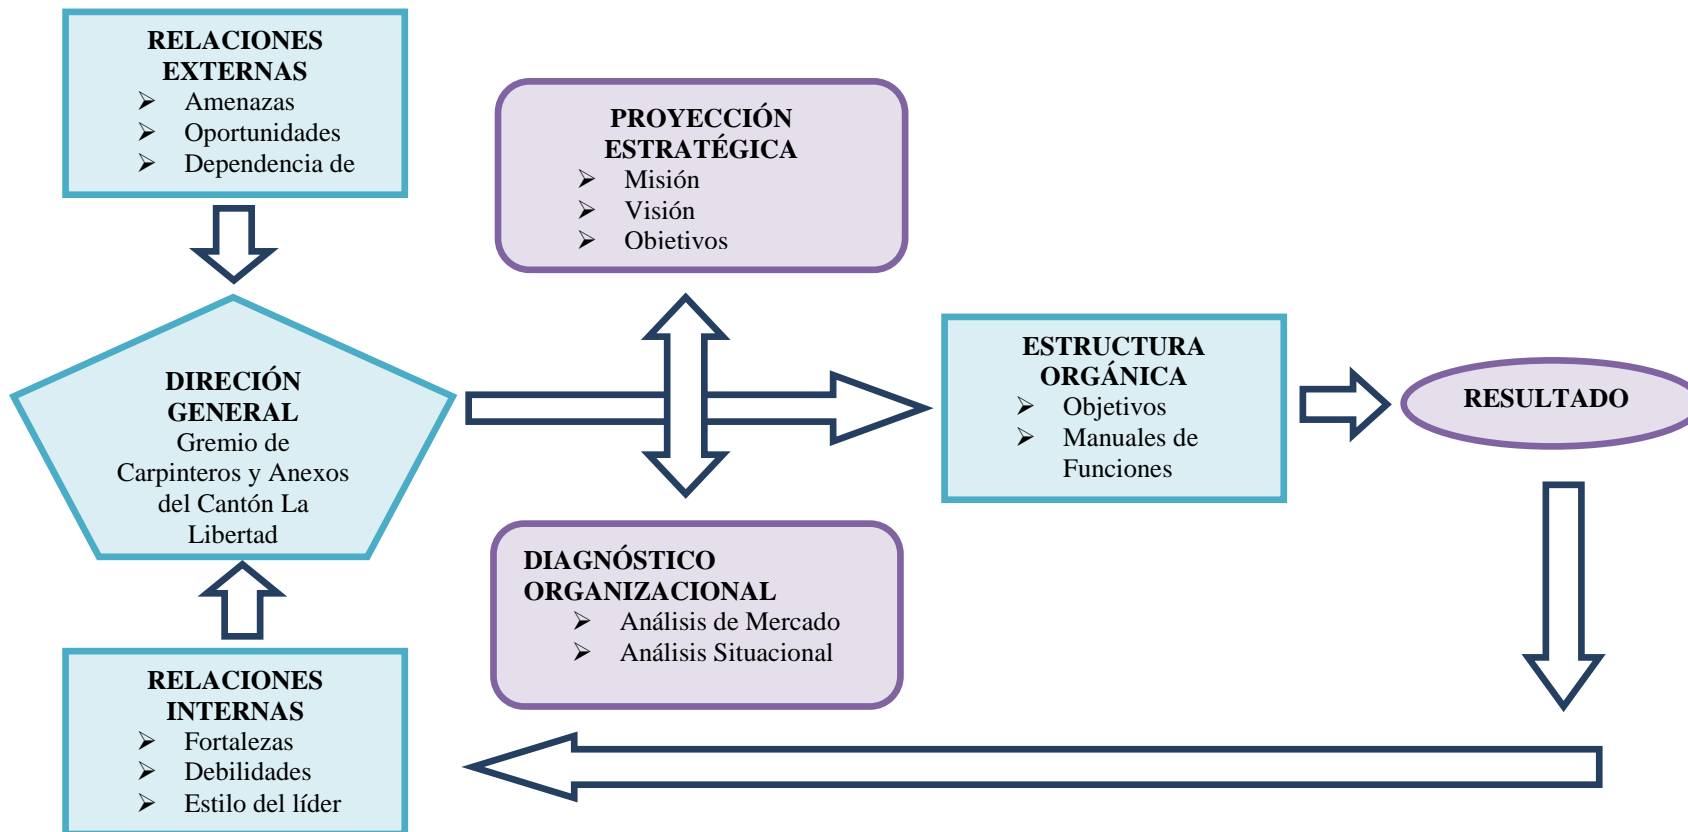 RELACIONES
EXTERNAS
➢ Amenazas
➢ Oportunidades
➢ Dependencia de
PROYECCIÓN
ESTRATÉGICA
➢ Misión
➢ Visión
➢ Objetivos
DIRECIÓN
GENERAL
Gremio de
Carpinteros y Anexos
del Cantón La
Libertad
ESTRUCTURA
ORGÁNICA
➢ Objetivos
➢ Manuales de
Funciones
RESULTADO
DIAGNÓSTICO
ORGANIZACIONAL
➢ Análisis de Mercado
➢ Análisis Situacional
RELACIONES
INTERNAS
➢ Fortalezas
➢ Debilidades
➢ Estilo del líder